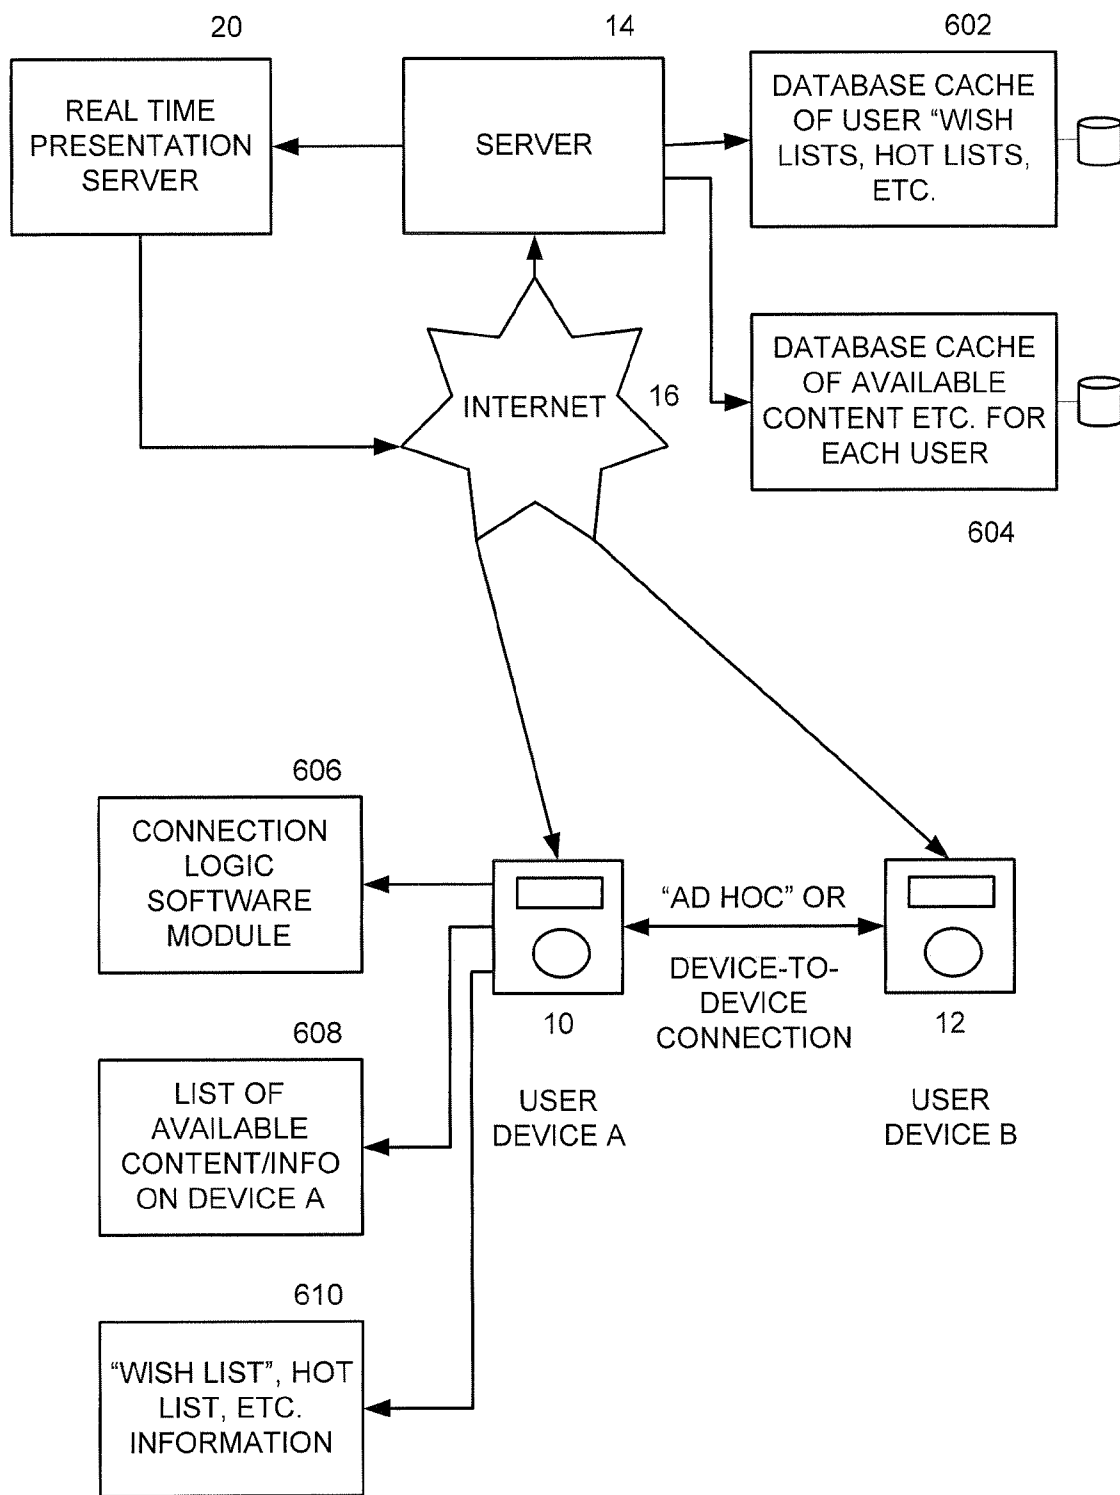 20
14
602
REAL TIME
PRESENTATION
SERVER
SERVER
DATABASE CACHE
OF USER “WISH
LISTS, HOT LISTS,
ETC.
INTERNET
16
DATABASE CACHE
OF AVAILABLE
CONTENT ETC. FOR
EACH USER
604
606
CONNECTION
LOGIC
SOFTWARE
MODULE
“AD HOC” OR
DEVICE-TO-
DEVICE
CONNECTION
10
12
USER
DEVICE A
USER
DEVICE B
608
LIST OF
AVAILABLE
CONTENT/INFO
ON DEVICE A
610
“WISH LIST”, HOT
LIST, ETC.
INFORMATION